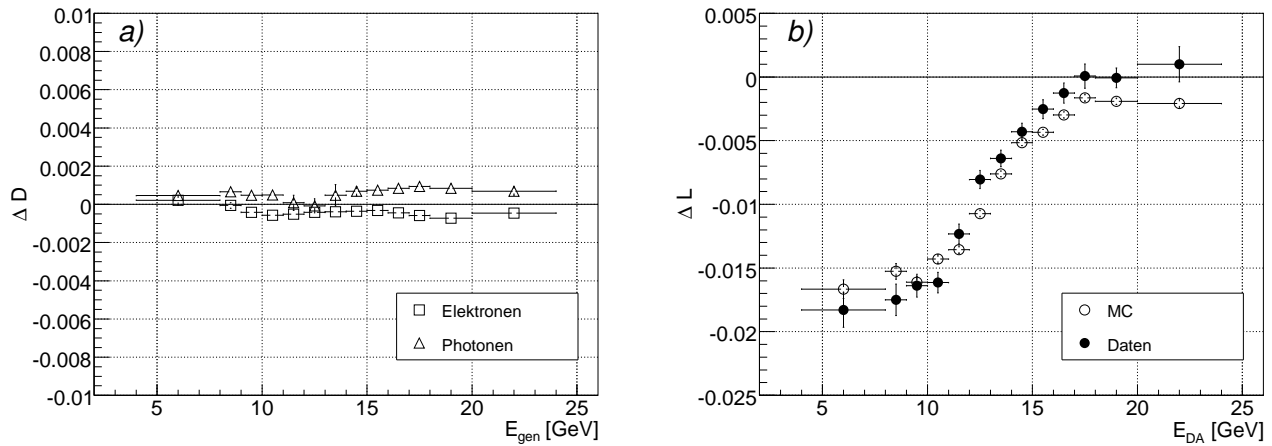 a)
0.01
0.008
0.006
0.004
0.002
0
-0.002
-0.004
-0.006
-0.008
-0.01
Δ D
Elektronen
Photonen
5 10 15 20 25
E_gen [GeV]
b)
0.005
0
-0.005
-0.01
-0.015
-0.02
-0.025
Δ L
MC
Daten
5 10 15 20 25
E_DA [GeV]